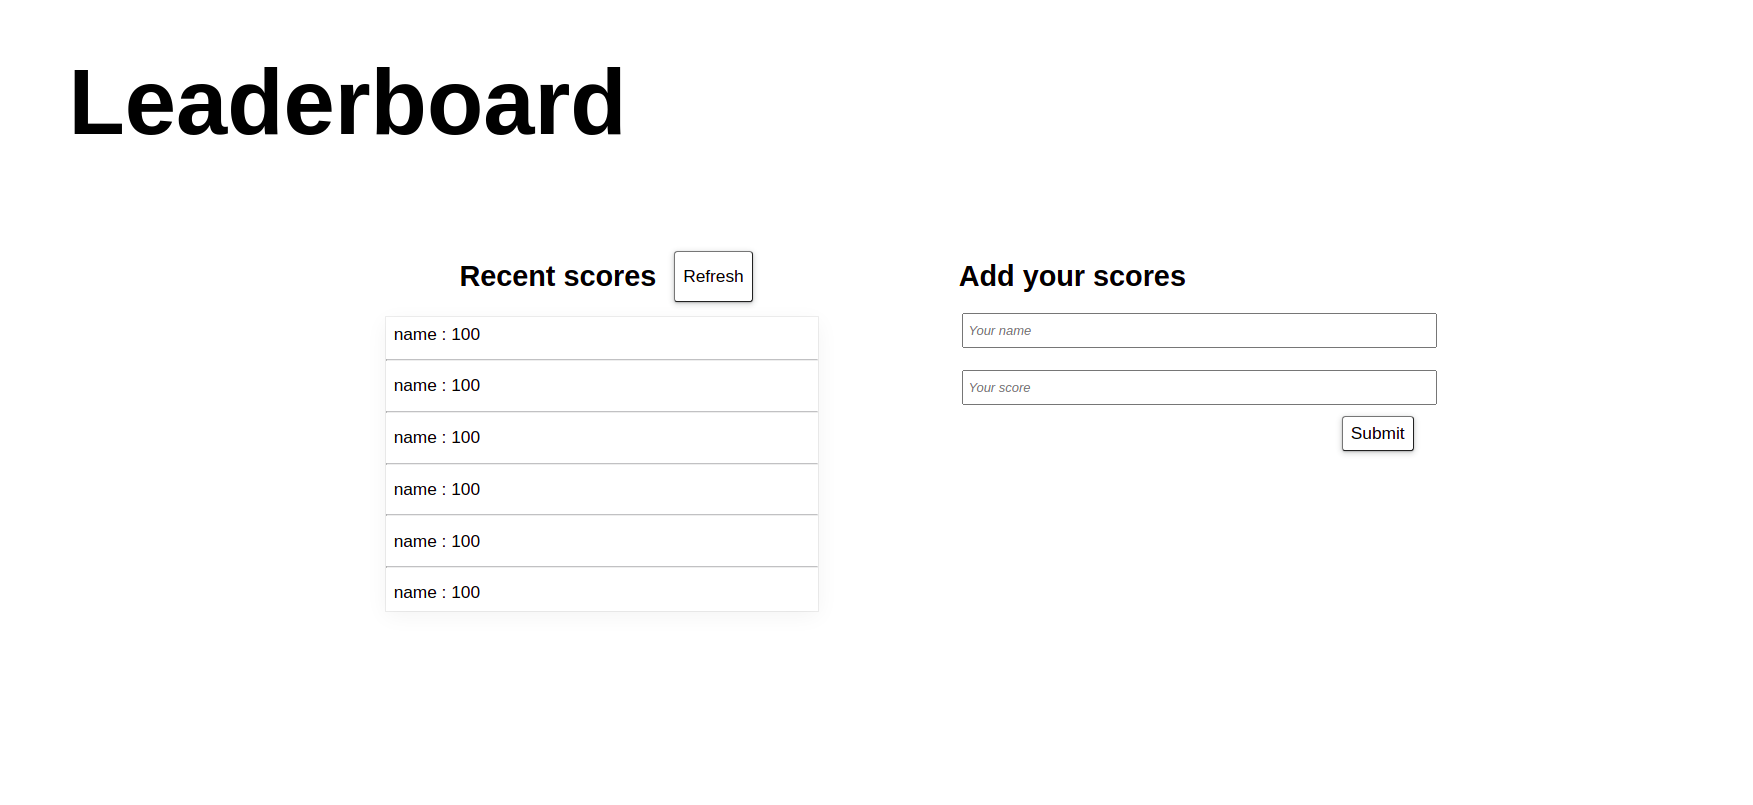 Leaderboard
Recent scores
Refresh
name : 100
name : 100
name : 100
name : 100
name : 100
name : 100
Add your scores
Your name
Your score
Submit